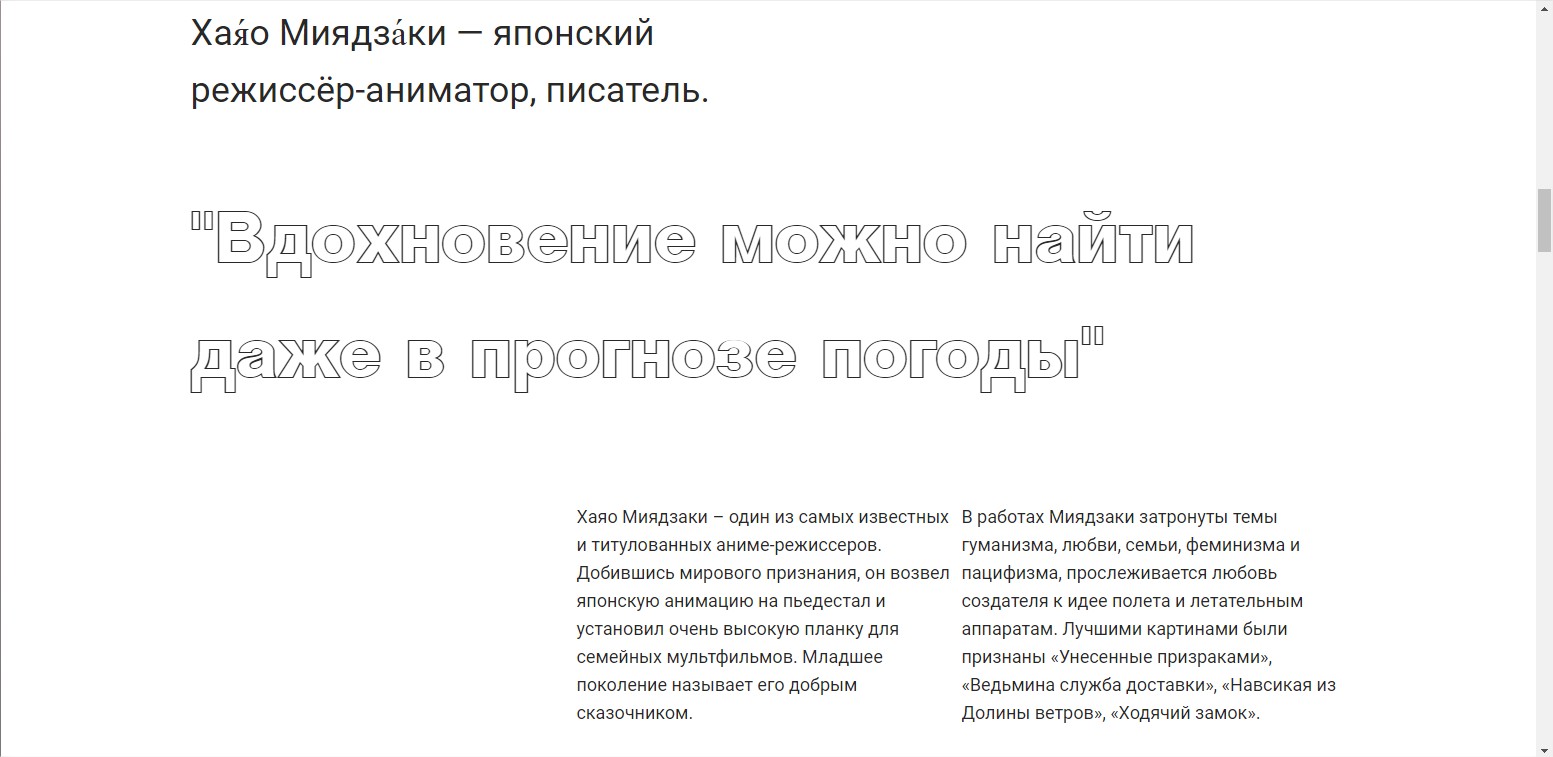 Хая́о Миядза́ки — японский
режиссёр-аниматор, писатель.
"Вдохновение можно найти
даже в прогнозе погоды"
Хаяо Миядзаки – один из самых известных
и титулованных аниме-режиссеров.
Добившись мирового признания, он возвел
японскую анимацию на пьедестал и
установил очень высокую планку для
семейных мультфильмов. Младшее
поколение называет его добрым
сказочником.
В работах Миядзаки затронуты темы
гуманизма, любви, семьи, феминизма и
пацифизма, прослеживается любовь
создателя к идее полета и летательным
аппаратам. Лучшими картинами были
признаны «Унесенные призраками»,
«Ведьмина служба доставки», «Навсикая из
Долины ветров», «Ходячий замок».